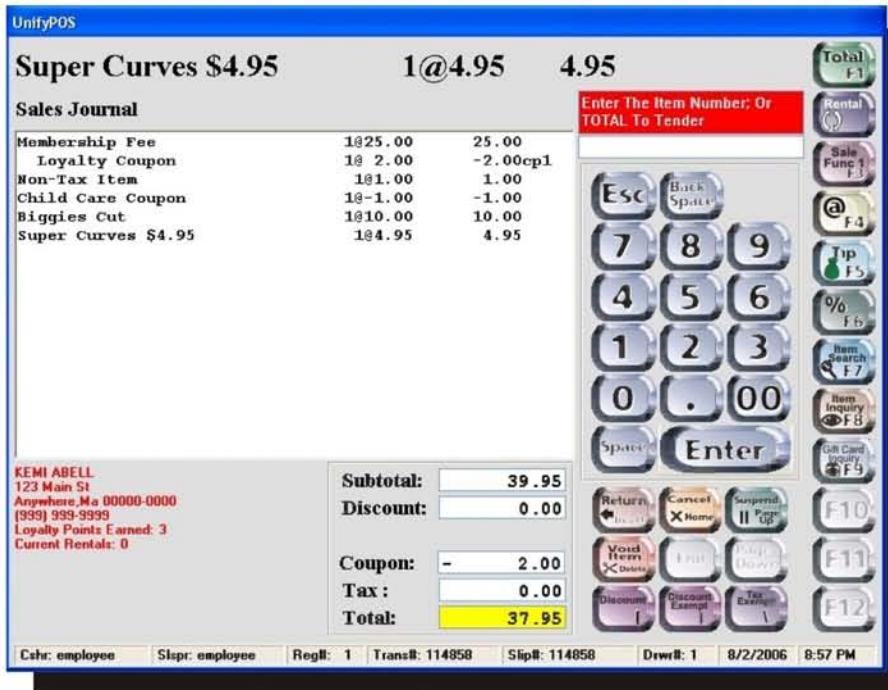 UnifyPOS
Super Curves $4.95 1@4.95 4.95
Sales Journal
Enter The Item Number; Or
TOTAL To Tender
Membership Fee 1@25.00 25.00
Loyalty Coupon 1@ 2.00 -2.00cp1
Non-Tax Item 1@1.00 1.00
Child Care Coupon 1@-1.00 -1.00
Biggies Cut 1@10.00 10.00
Super Curves $4.95 1@4.95 4.95
Esc Back Space
7 8 9
4 5 6
1 2 3
0 . 00
Space Enter
Return Cancel Home Suspend Page Up
Void Item Delete End Page Down
Discount [ Discount Exempt ] Tax Exempt \
Total F1
Rental
Sale Func 1 F3
@ F4
Tip F5
% F6
Item Search F7
Item Inquiry F8
Gift Card Inquiry F9
F10
F11
F12
KEMI ABELL
123 Main St
Anywhere,Ma 00000-0000
(999) 999-9999
Loyalty Points Earned: 3
Current Rentals: 0
Subtotal: 39.95
Discount: 0.00
Coupon: - 2.00
Tax : 0.00
Total: 37.95
Cshr: employee Slspr: employee Reg#: 1 Trans#: 114858 Slip#: 114858 Drwr#: 1 8/2/2006 8:57 PM